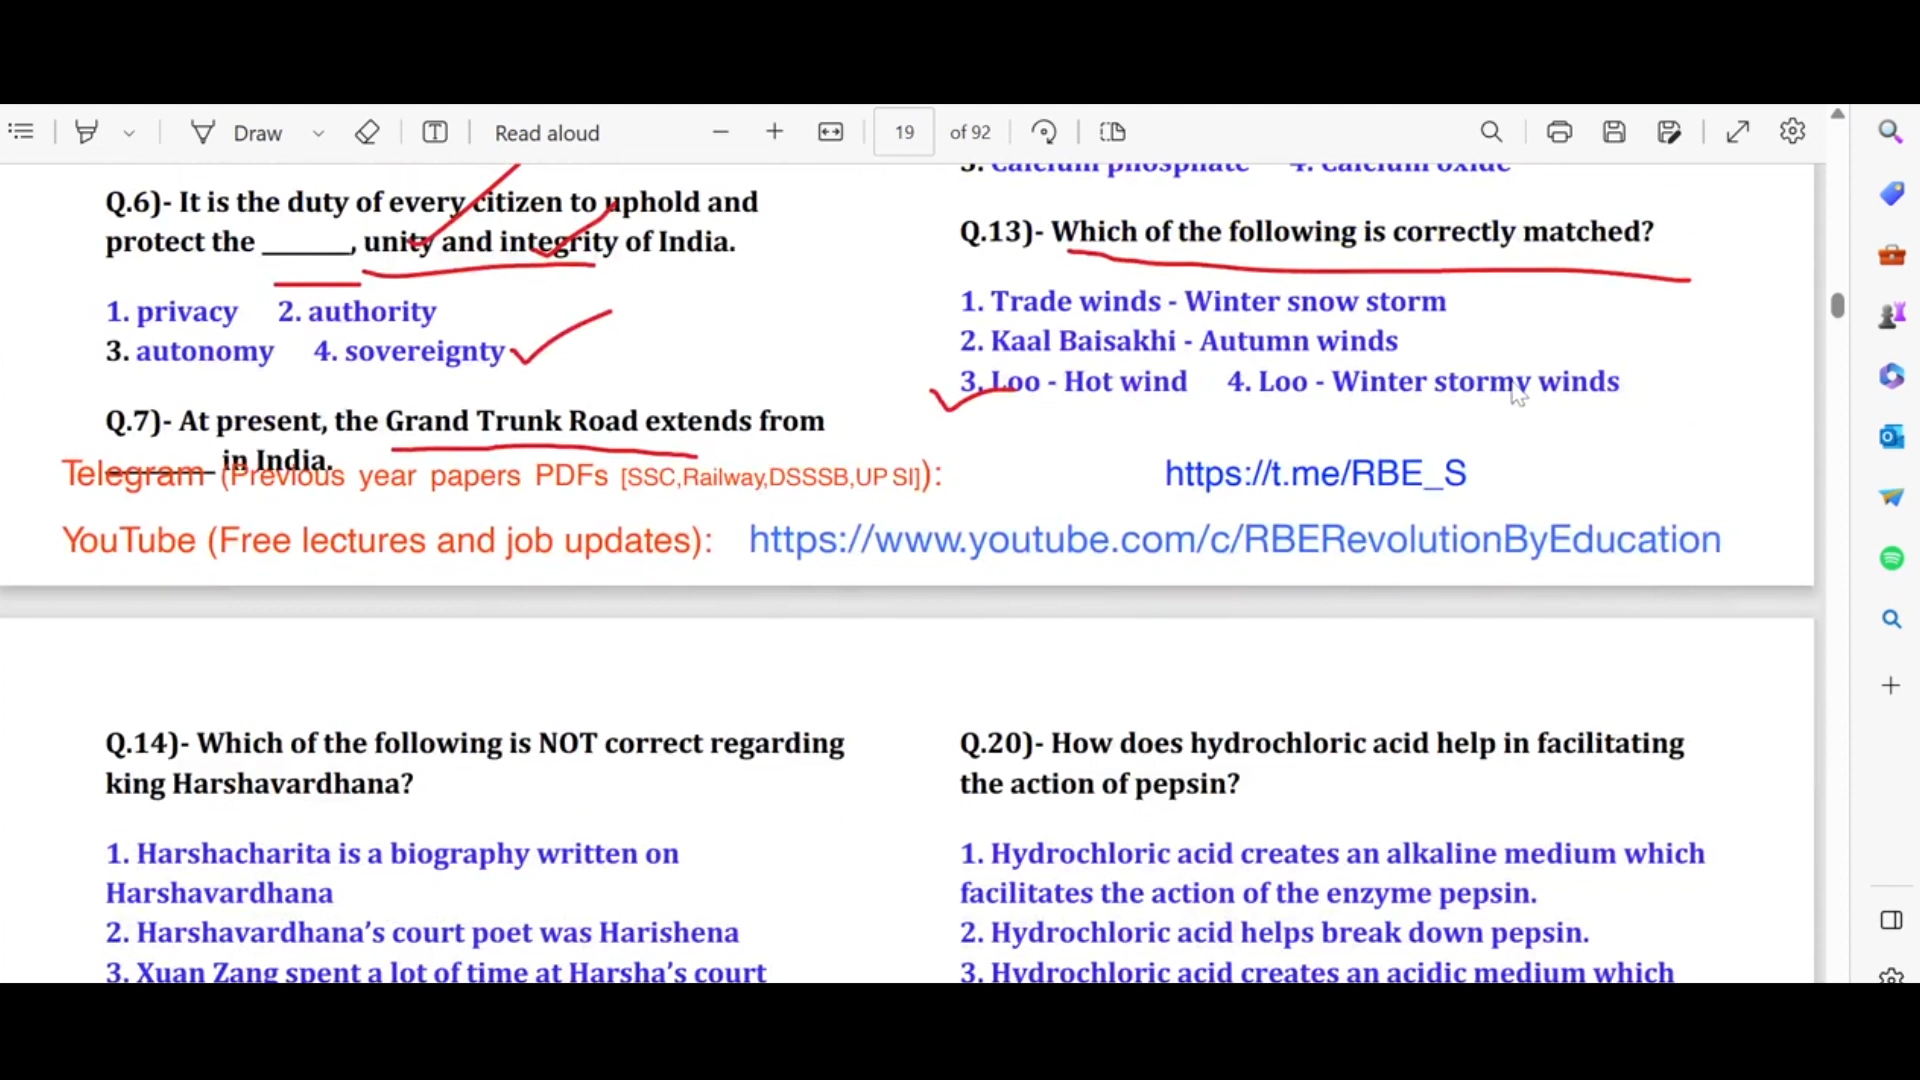 Draw
Read aloud
19
of 92
Q.6)- It is the duty of every citizen to uphold and
protect the _______, unity and integrity of India.
1. privacy 2. authority
3. autonomy 4. sovereignty
Q.7)- At present, the Grand Trunk Road extends from
________ in India.
3. Calcium phosphate 4. Calcium oxide
Q.13)- Which of the following is correctly matched?
1. Trade winds - Winter snow storm
2. Kaal Baisakhi - Autumn winds
3. Loo - Hot wind 4. Loo - Winter stormy winds
Telegram (Previous year papers PDFs [SSC,Railway,DSSSB,UP SI]): https://t.me/RBE_S
YouTube (Free lectures and job updates): https://www.youtube.com/c/RBERevolutionByEducation
Q.14)- Which of the following is NOT correct regarding
king Harshavardhana?
1. Harshacharita is a biography written on
Harshavardhana
2. Harshavardhana’s court poet was Harishena
3. Xuan Zang spent a lot of time at Harsha’s court
Q.20)- How does hydrochloric acid help in facilitating
the action of pepsin?
1. Hydrochloric acid creates an alkaline medium which
facilitates the action of the enzyme pepsin.
2. Hydrochloric acid helps break down pepsin.
3. Hydrochloric acid creates an acidic medium which